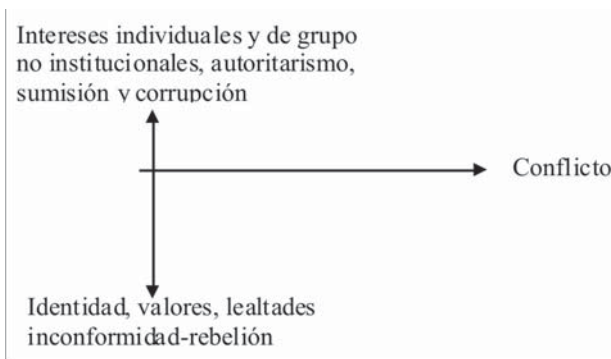 Intereses individuales y de grupo
no institucionales, autoritarismo,
sumisión y corrupción
Conflicto
Identidad, valores, lealtades
inconformidad-rebelión